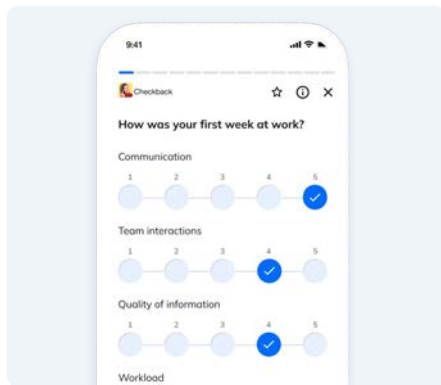 9:41
Checkback
How was your first week at work?
Communication
1 2 3 4 5
Team interactions
1 2 3 4 5
Quality of information
1 2 3 4 5
Workload